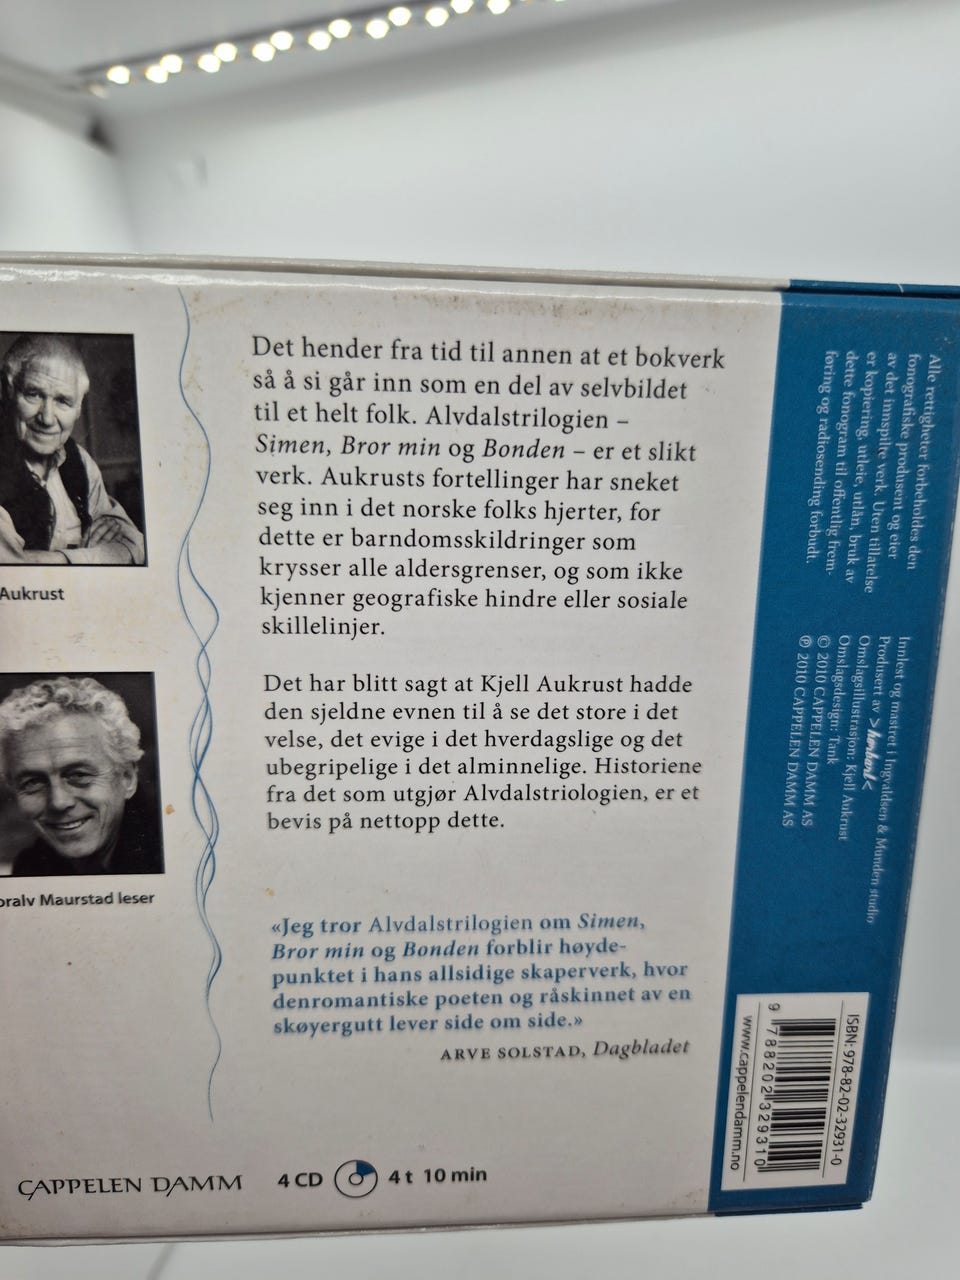 Aukrust
oralv Maurstad leser
Det hender fra tid til annen at et bokverk
så å si går inn som en del av selvbildet
til et helt folk. Alvdalstrilogien –
Simen, Bror min og Bonden – er et slikt
verk. Aukrusts fortellinger har sneket
seg inn i det norske folks hjerter, for
dette er barndomsskildringer som
krysser alle aldersgrenser, og som ikke
kjenner geografiske hindre eller sosiale
skillelinjer.
Det har blitt sagt at Kjell Aukrust hadde
den sjeldne evnen til å se det store i det
velse, det evige i det hverdagslige og det
ubegripelige i det alminnelige. Historiene
fra det som utgjør Alvdalstriologien, er et
bevis på nettopp dette.
«Jeg tror Alvdalstrilogien om Simen,
Bror min og Bonden forblir høyde-
punktet i hans allsidige skaperverk, hvor
denromantiske poeten og råskinnet av en
skøyergutt lever side om side.»
ARVE SOLSTAD, Dagbladet
CAPPELEN DAMM
4 CD 4 t 10 min
Alle rettigheter forbeholdes den
fonografiske produsent og eier
av det innspilte verk. Uten tillatelse
er kopiering, utleie, utlån, bruk av
dette fonogram til offentlig frem-
føring og radiosending forbudt.
Innlest og mastret i Ingvaldsen & Munden studio
Produsert av >herbert<
Omslagsillustrasjon: Kjell Aukrust
Omslagsdesign: Tank
© 2010 CAPPELEN DAMM AS
℗ 2010 CAPPELEN DAMM AS
ISBN: 978-82-02-32931-0
9 788202 329310
www.cappelendamm.no